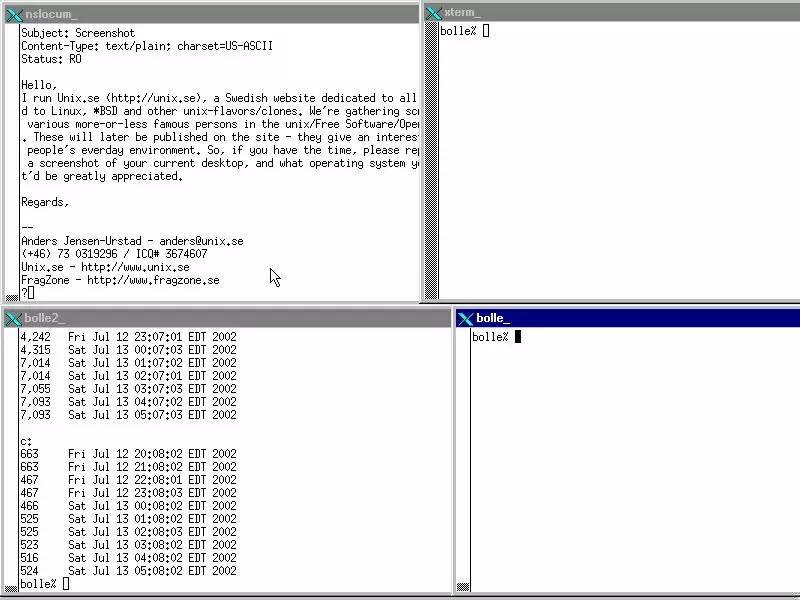 nslocum_
Subject: Screenshot
Content-Type: text/plain; charset=US-ASCII
Status: RO
Hello,
I run Unix.se (http://unix.se), a Swedish website dedicated to all
d to Linux, *BSD and other unix-flavors/clones. We're gathering scr
various more-or-less famous persons in the unix/Free Software/Open
. These will later be published on the site - they give an interest
people's everday environment. So, if you have the time, please rep
a screenshot of your current desktop, and what operating system yo
t'd be greatly appreciated.
Regards,
--
Anders Jensen-Urstad - anders@unix.se
(+46) 73 0319296 / ICQ# 3674607
Unix.se - http://www.unix.se
FragZone - http://www.fragzone.se
?
xterm_
bolle%
bolle2_
4,242 Fri Jul 12 23:07:01 EDT 2002
4,315 Sat Jul 13 00:07:03 EDT 2002
7,014 Sat Jul 13 01:07:02 EDT 2002
7,014 Sat Jul 13 02:07:01 EDT 2002
7,055 Sat Jul 13 03:07:03 EDT 2002
7,093 Sat Jul 13 04:07:02 EDT 2002
7,093 Sat Jul 13 05:07:03 EDT 2002
c:
663 Fri Jul 12 20:08:02 EDT 2002
663 Fri Jul 12 21:08:02 EDT 2002
467 Fri Jul 12 22:08:01 EDT 2002
467 Fri Jul 12 23:08:03 EDT 2002
466 Sat Jul 13 00:08:02 EDT 2002
525 Sat Jul 13 01:08:02 EDT 2002
525 Sat Jul 13 02:08:03 EDT 2002
523 Sat Jul 13 03:08:02 EDT 2002
516 Sat Jul 13 04:08:02 EDT 2002
524 Sat Jul 13 05:08:02 EDT 2002
bolle%
bolle_
bolle%